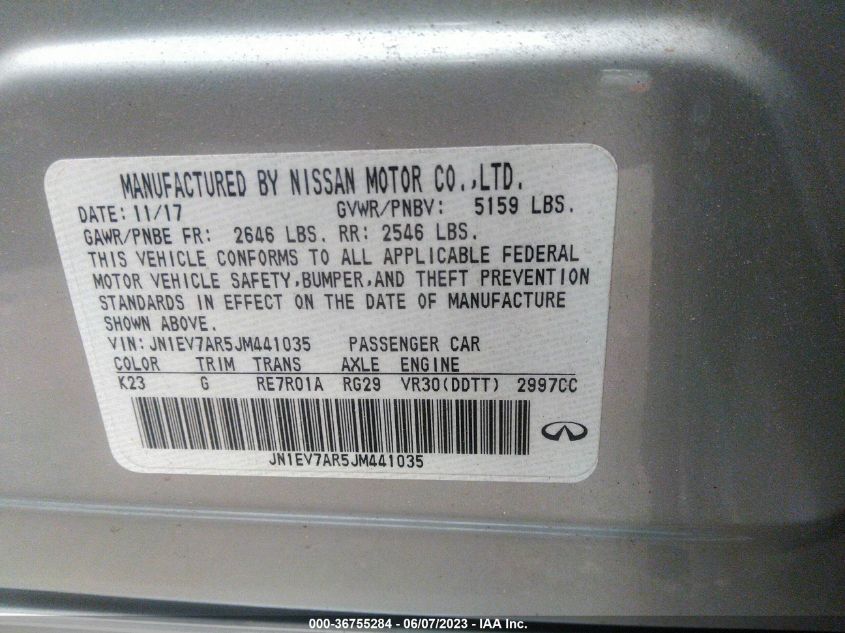 MANUFACTURED BY NISSAN MOTOR CO.,LTD.
DATE: 11/17 GVWR/PNBV: 5159 LBS.
GAWR/PNBE FR: 2646 LBS. RR: 2546 LBS.
THIS VEHICLE CONFORMS TO ALL APPLICABLE FEDERAL
MOTOR VEHICLE SAFETY,BUMPER,AND THEFT PREVENTION
STANDARDS IN EFFECT ON THE DATE OF MANUFACTURE
SHOWN ABOVE.
VIN: JN1EV7AR5JM441035 PASSENGER CAR
COLOR TRIM TRANS AXLE ENGINE
K23 G RE7R01A RG29 VR30(DDTT) 2997CC
JN1EV7AR5JM441035
000-36755284 - 06/07/2023 - IAA Inc.